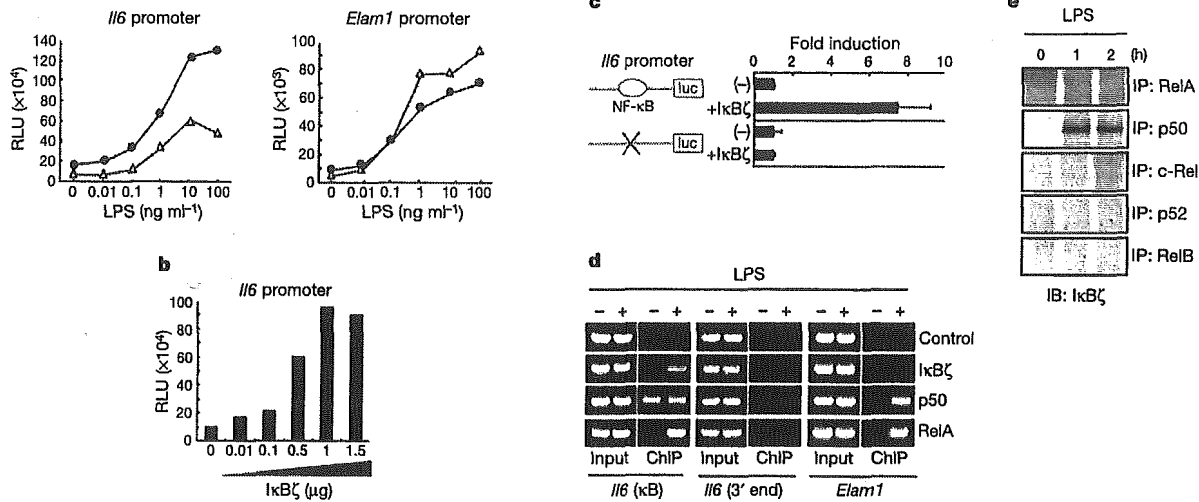 Il6 promoter
RLU (×10⁴)
140
120
100
80
60
40
20
0
0 0.01 0.1 1 10 100
LPS (ng ml⁻¹)
Elam1 promoter
RLU (×10³)
100
80
60
40
20
0
0 0.01 0.1 1 10 100
LPS (ng ml⁻¹)
b
Il6 promoter
RLU (×10⁴)
100
80
60
40
20
0 0.01 0.1 0.5 1 1.5
IκBζ (μg)
c
Fold induction
0 2 4 6 8 10
Il6 promoter
luc
NF-κB
(–)
+IκBζ
luc
(–)
+IκBζ
d
LPS
– + – + – + – + – + – +
Control
IκBζ
p50
RelA
Input ChIP Input ChIP Input ChIP
Il6 (κB) Il6 (3′ end) Elam1
e
LPS
0 1 2 (h)
IP: RelA
IP: p50
IP: c-Rel
IP: p52
IP: RelB
IB: IκBζ